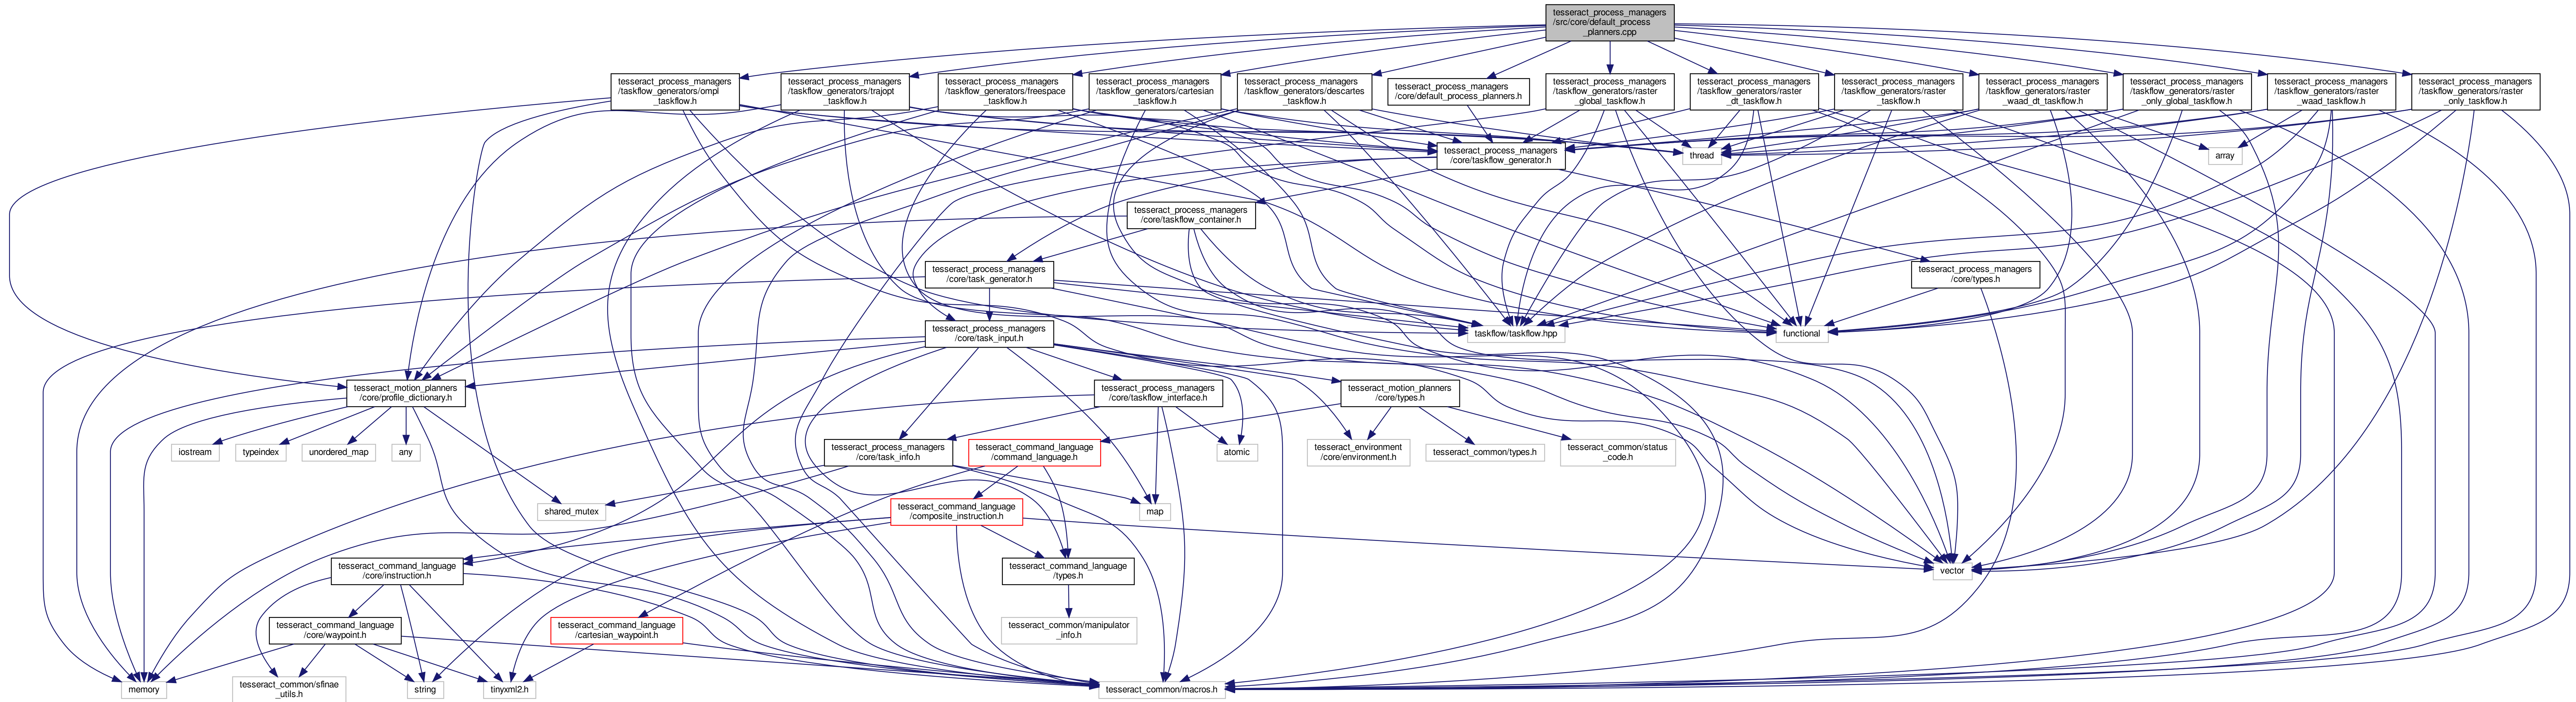 tesseract_process_managers
/src/core/default_process
_planners.cpp
tesseract_process_managers
/taskflow_generators/ompl
_taskflow.h
tesseract_process_managers
/taskflow_generators/trajopt
_taskflow.h
tesseract_process_managers
/taskflow_generators/freespace
_taskflow.h
tesseract_process_managers
/taskflow_generators/cartesian
_taskflow.h
tesseract_process_managers
/taskflow_generators/descartes
_taskflow.h
tesseract_process_managers
/core/default_process_planners.h
tesseract_process_managers
/taskflow_generators/raster
_global_taskflow.h
tesseract_process_managers
/taskflow_generators/raster
_dt_taskflow.h
tesseract_process_managers
/taskflow_generators/raster
_taskflow.h
tesseract_process_managers
/taskflow_generators/raster
_waad_dt_taskflow.h
tesseract_process_managers
/taskflow_generators/raster
_only_global_taskflow.h
tesseract_process_managers
/taskflow_generators/raster
_waad_taskflow.h
tesseract_process_managers
/taskflow_generators/raster
_only_taskflow.h
tesseract_process_managers
/core/taskflow_generator.h
thread
array
tesseract_process_managers
/core/taskflow_container.h
tesseract_process_managers
/core/task_generator.h
tesseract_process_managers
/core/types.h
tesseract_process_managers
/core/task_input.h
taskflow/taskflow.hpp
functional
tesseract_motion_planners
/core/profile_dictionary.h
tesseract_process_managers
/core/taskflow_interface.h
tesseract_motion_planners
/core/types.h
iostream
typeindex
unordered_map
any
tesseract_process_managers
/core/task_info.h
tesseract_command_language
/command_language.h
atomic
tesseract_environment
/core/environment.h
tesseract_common/types.h
tesseract_common/status
_code.h
shared_mutex
tesseract_command_language
/composite_instruction.h
map
tesseract_command_language
/core/instruction.h
tesseract_command_language
/types.h
vector
tesseract_command_language
/core/waypoint.h
tesseract_command_language
/cartesian_waypoint.h
tesseract_common/manipulator
_info.h
memory
tesseract_common/sfinae
_utils.h
string
tinyxml2.h
tesseract_common/macros.h